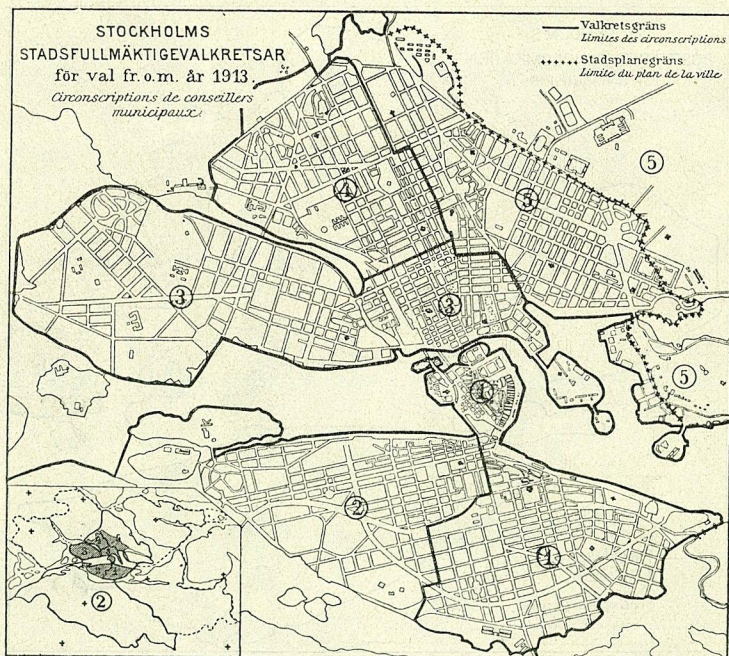 STOCKHOLMS
STADSFULLMÄKTIGEVALKRETSAR
för val fr. o. m. år 1913.
Circonscriptions de conseillers
municipaux.
Valkretsgräns
Limites des circonscriptions
Stadsplanegräns
Limite du plan de la ville
5
4
5
3
3
1
5
2
1
2